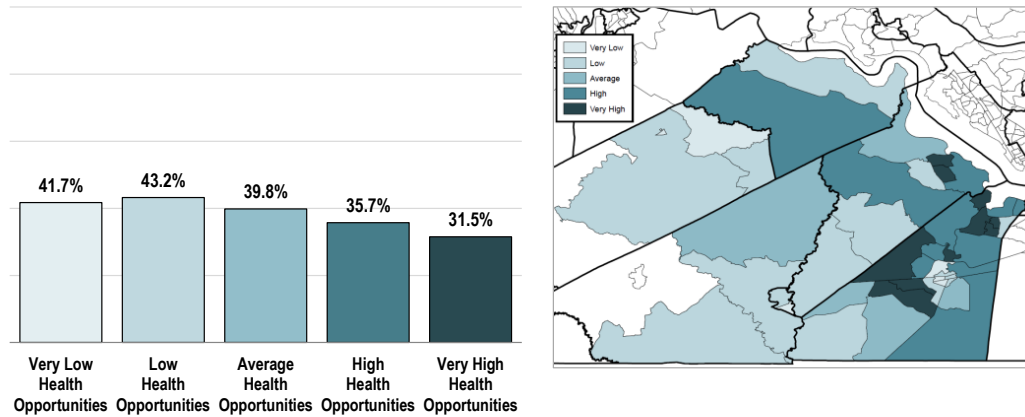 41.7%
43.2%
39.8%
35.7%
31.5%
Very Low
Health
Opportunities
Low
Health
Opportunities
Average
Health
Opportunities
High
Health
Opportunities
Very High
Health
Opportunities
Very Low
Low
Average
High
Very High